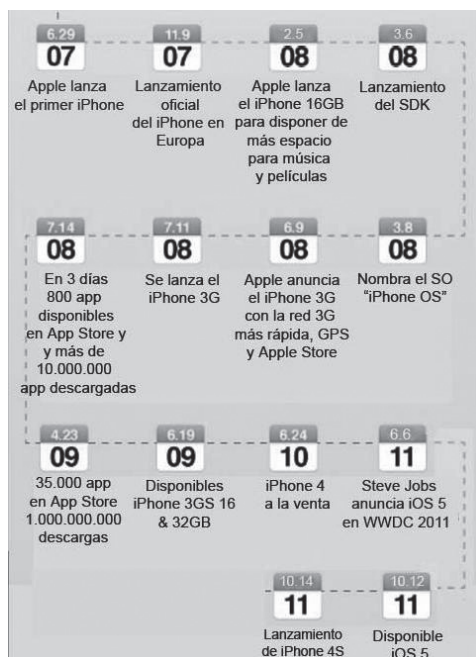 6.29
07
Apple lanza
el primer iPhone
11.9
07
Lanzamiento
oficial
del iPhone en
Europa
2.5
08
Apple lanza
el iPhone 16GB
para disponer de
más espacio
para música
y películas
3.6
08
Lanzamiento
del SDK
7.14
08
En 3 días
800 app
disponibles
en App Store y
y más de
10.000.000
app descargadas
7.11
08
Se lanza el
iPhone 3G
6.9
08
Apple anuncia
el iPhone 3G
con la red 3G
más rápida, GPS
y Apple Store
3.8
08
Nombra el SO
“iPhone OS”
4.23
09
35.000 app
en App Store
1.000.000.000
descargas
6.19
09
Disponibles
iPhone 3GS 16
& 32GB
6.24
10
iPhone 4
a la venta
6.6
11
Steve Jobs
anuncia iOS 5
en WWDC 2011
10.14
11
Lanzamiento
de iPhone 4S
10.12
11
Disponible
iOS 5